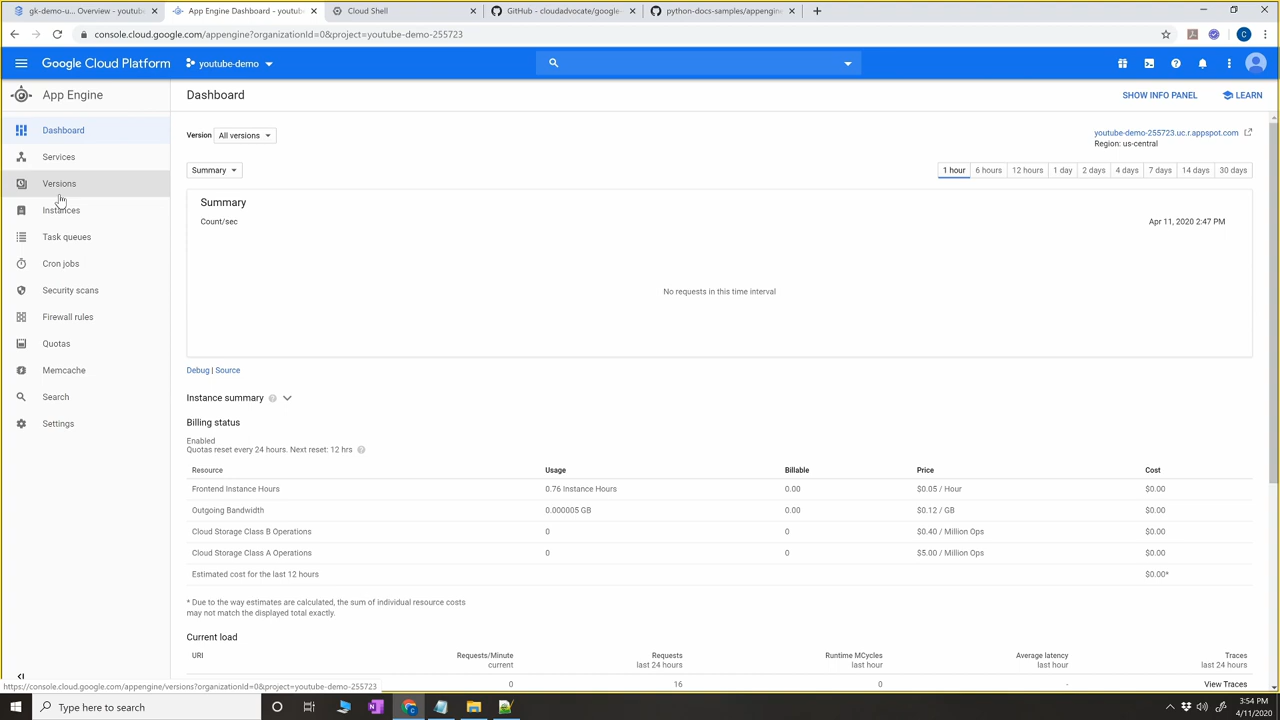 gk-demo-u... Overview - youtub
App Engine Dashboard - youtub
Cloud Shell
GitHub - cloudadvocate/google-
python-docs-samples/appengine
console.cloud.google.com/appengine?organizationId=0&project=youtube-demo-255723
C
Google Cloud Platform
youtube-demo
App Engine
Dashboard
SHOW INFO PANEL
LEARN
Dashboard
Services
Versions
Instances
Task queues
Cron jobs
Security scans
Firewall rules
Quotas
Memcache
Search
Settings
Version
All versions
youtube-demo-255723.uc.r.appspot.com
Region: us-central
Summary
1 hour
6 hours
12 hours
1 day
2 days
4 days
7 days
14 days
30 days
Summary
Count/sec
Apr 11, 2020 2:47 PM
No requests in this time interval
Debug | Source
Instance summary
Billing status
Enabled
Quotas reset every 24 hours. Next reset: 12 hrs
Resource Usage Billable Price Cost
Frontend Instance Hours 0.76 Instance Hours 0.00 $0.05 / Hour $0.00
Outgoing Bandwidth 0.000005 GB 0.00 $0.12 / GB $0.00
Cloud Storage Class B Operations 0 0 $0.40 / Million Ops $0.00
Cloud Storage Class A Operations 0 0 $5.00 / Million Ops $0.00
Estimated cost for the last 12 hours $0.00*
* Due to the way estimates are calculated, the sum of individual resource costs
may not match the displayed total exactly.
Current load
URI Requests/Minute Requests Runtime MCycles Average latency Traces
current last 24 hours last hour last hour last 24 hours
0 16 0 - View Traces
https://console.cloud.google.com/appengine/versions?organizationId=0&project=youtube-demo-255723
Type here to search
3:54 PM
4/11/2020